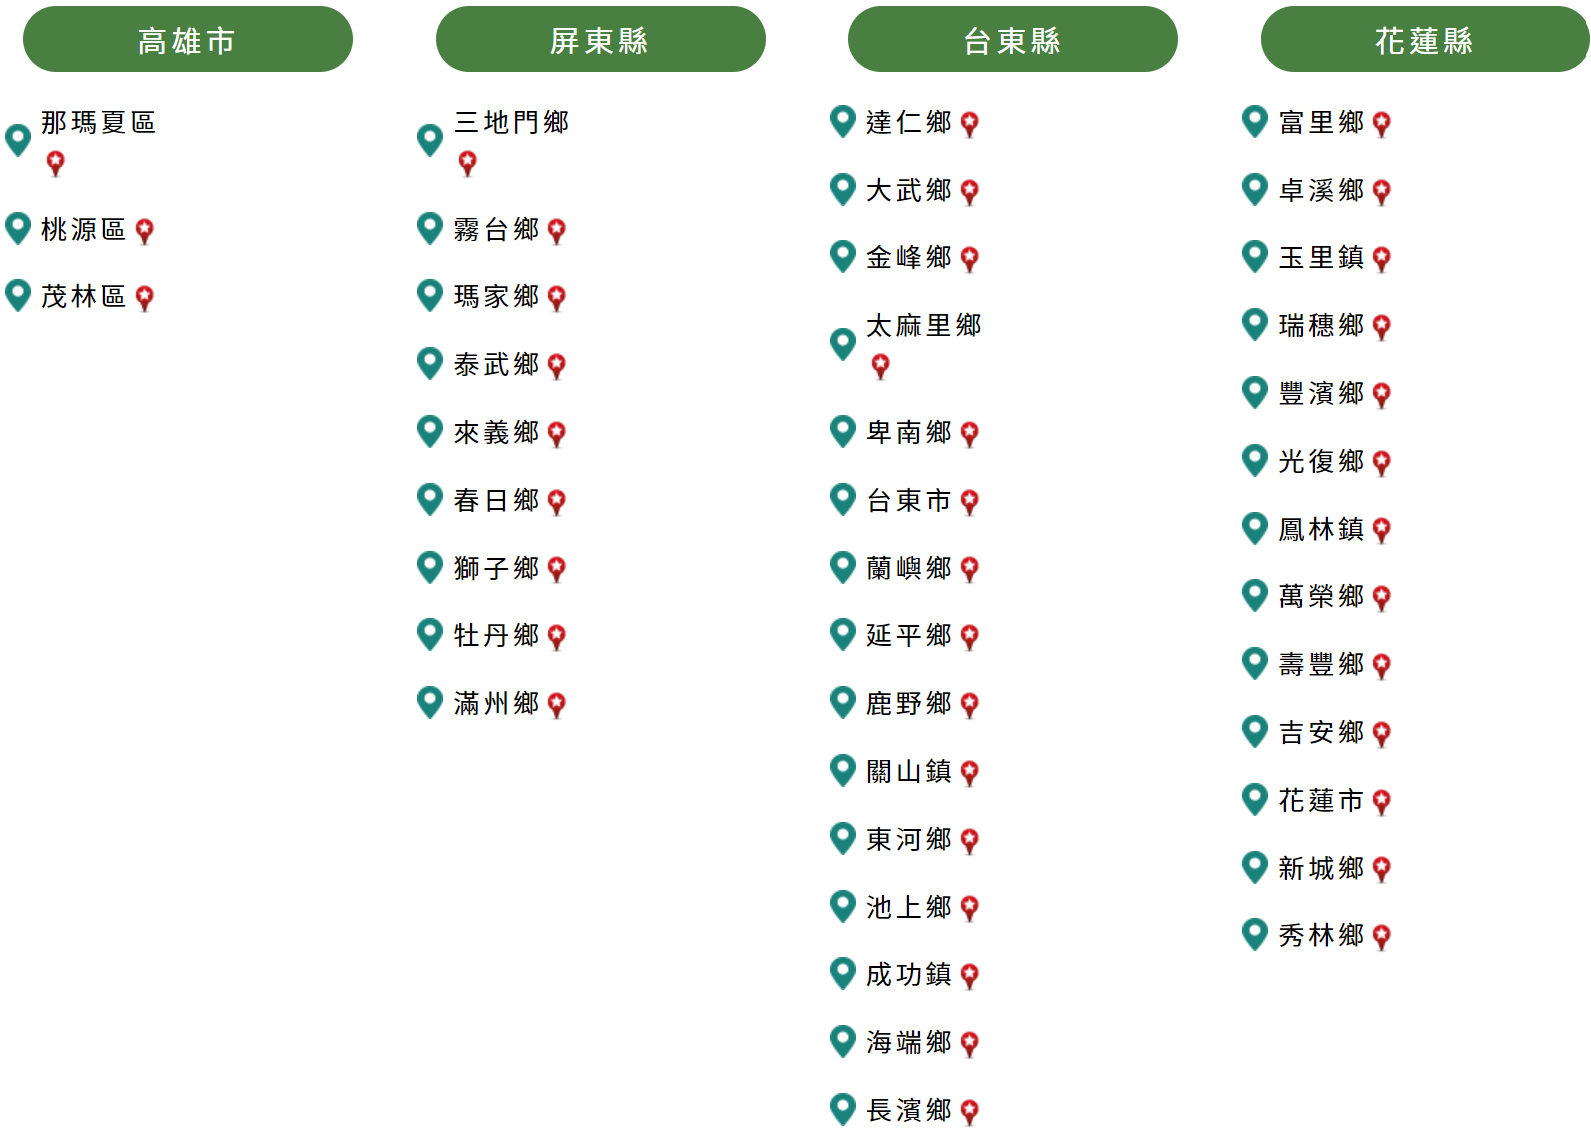 高雄市
那瑪夏區
桃源區
茂林區
屏東縣
三地門鄉
霧台鄉
瑪家鄉
泰武鄉
來義鄉
春日鄉
獅子鄉
牡丹鄉
滿州鄉
台東縣
達仁鄉
大武鄉
金峰鄉
太麻里鄉
卑南鄉
台東市
蘭嶼鄉
延平鄉
鹿野鄉
關山鎮
東河鄉
池上鄉
成功鎮
海端鄉
長濱鄉
花蓮縣
富里鄉
卓溪鄉
玉里鎮
瑞穗鄉
豐濱鄉
光復鄉
鳳林鎮
萬榮鄉
壽豐鄉
吉安鄉
花蓮市
新城鄉
秀林鄉